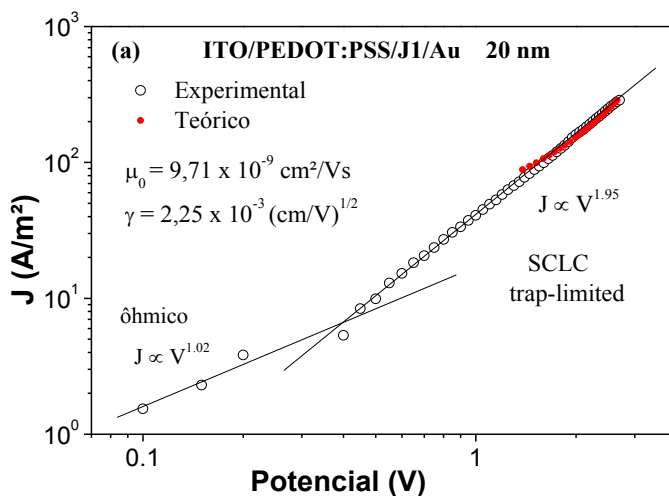 (a) ITO/PEDOT:PSS/J1/Au 20 nm
Experimental
Teórico
μ₀ = 9,71 x 10⁻⁹ cm²/Vs
γ = 2,25 x 10⁻³ (cm/V)¹/²
J ∝ V¹·⁹⁵
SCLC
trap-limited
ôhmico
J ∝ V¹·⁰²
10³
10²
10¹
10⁰
J (A/m²)
0.1 1
Potencial (V)